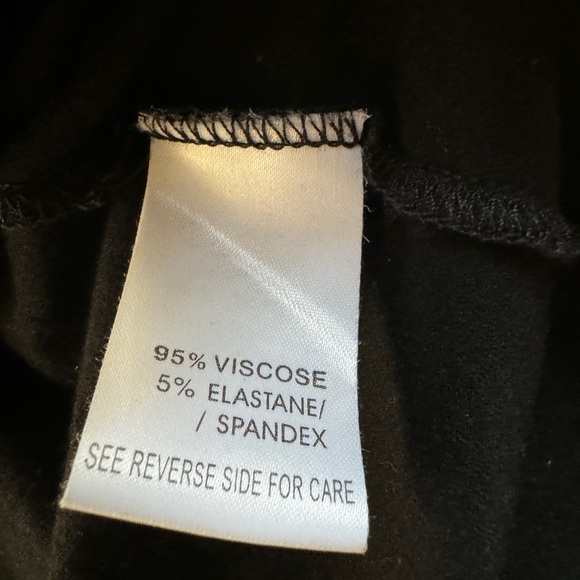 95% VISCOSE
5% ELASTANE/
/ SPANDEX
SEE REVERSE SIDE FOR CARE